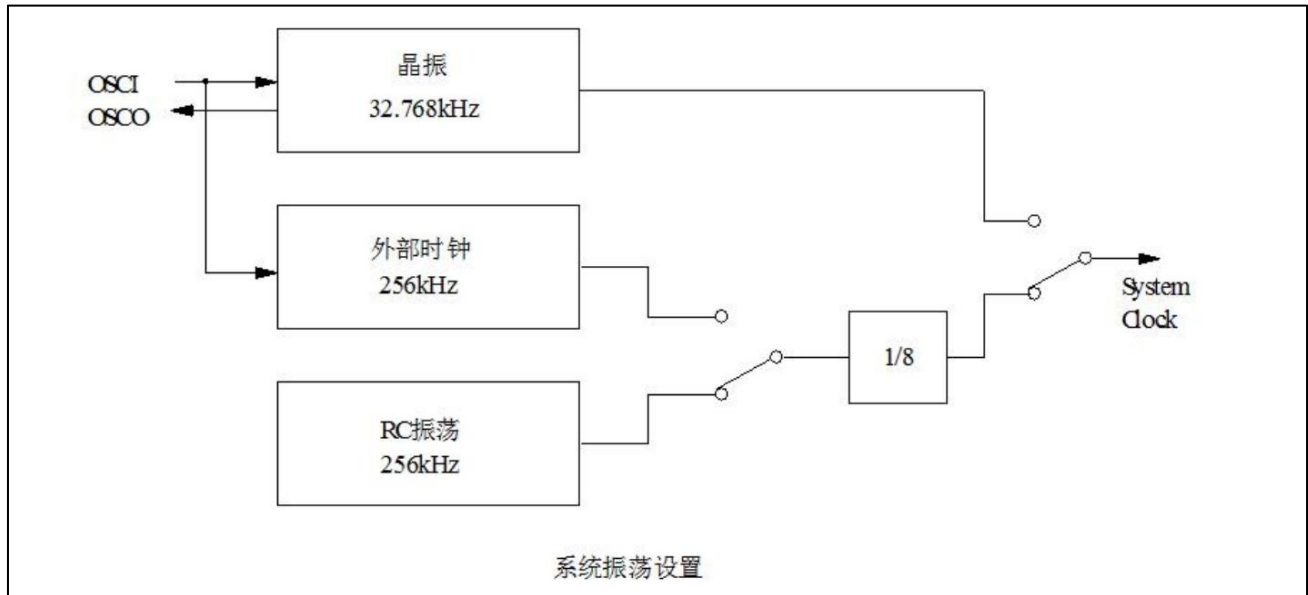 OSCI
OSCO
晶振
32.768kHz
外部时钟
256kHz
RC振荡
256kHz
1/8
System
Clock
系统振荡设置